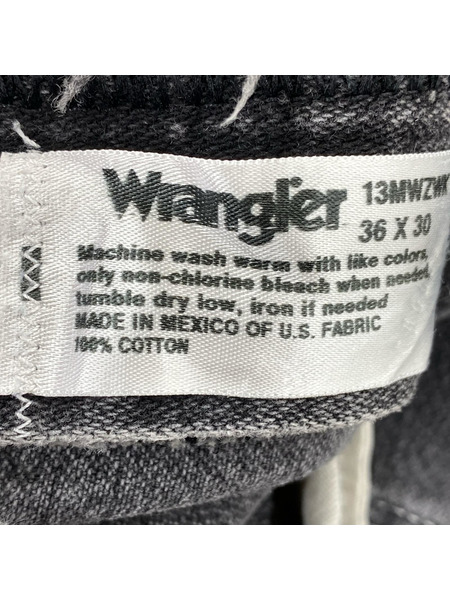 Wrangler 13MWZWK
36 X 30
Machine wash warm with like colors,
only non-chlorine bleach when needed,
tumble dry low, iron if needed
MADE IN MEXICO OF U.S. FABRIC
100% COTTON